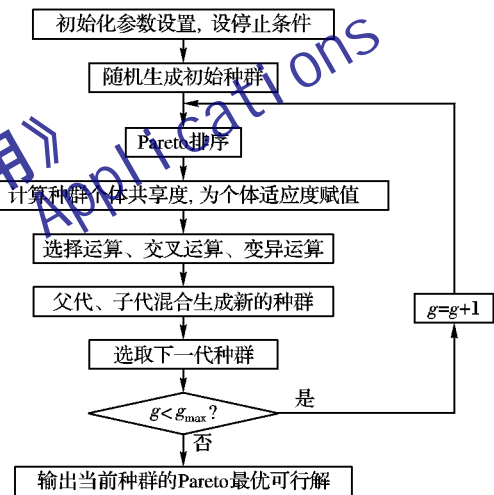 初始化参数设置, 设停止条件
随机生成初始种群
Pareto排序
计算种群个体共享度, 为个体适应度赋值
选择运算、交叉运算、变异运算
父代、子代混合生成新的种群
g=g+1
选取下一代种群
g<gmax?
是
否
输出当前种群的Pareto最优可行解
用》
Applications